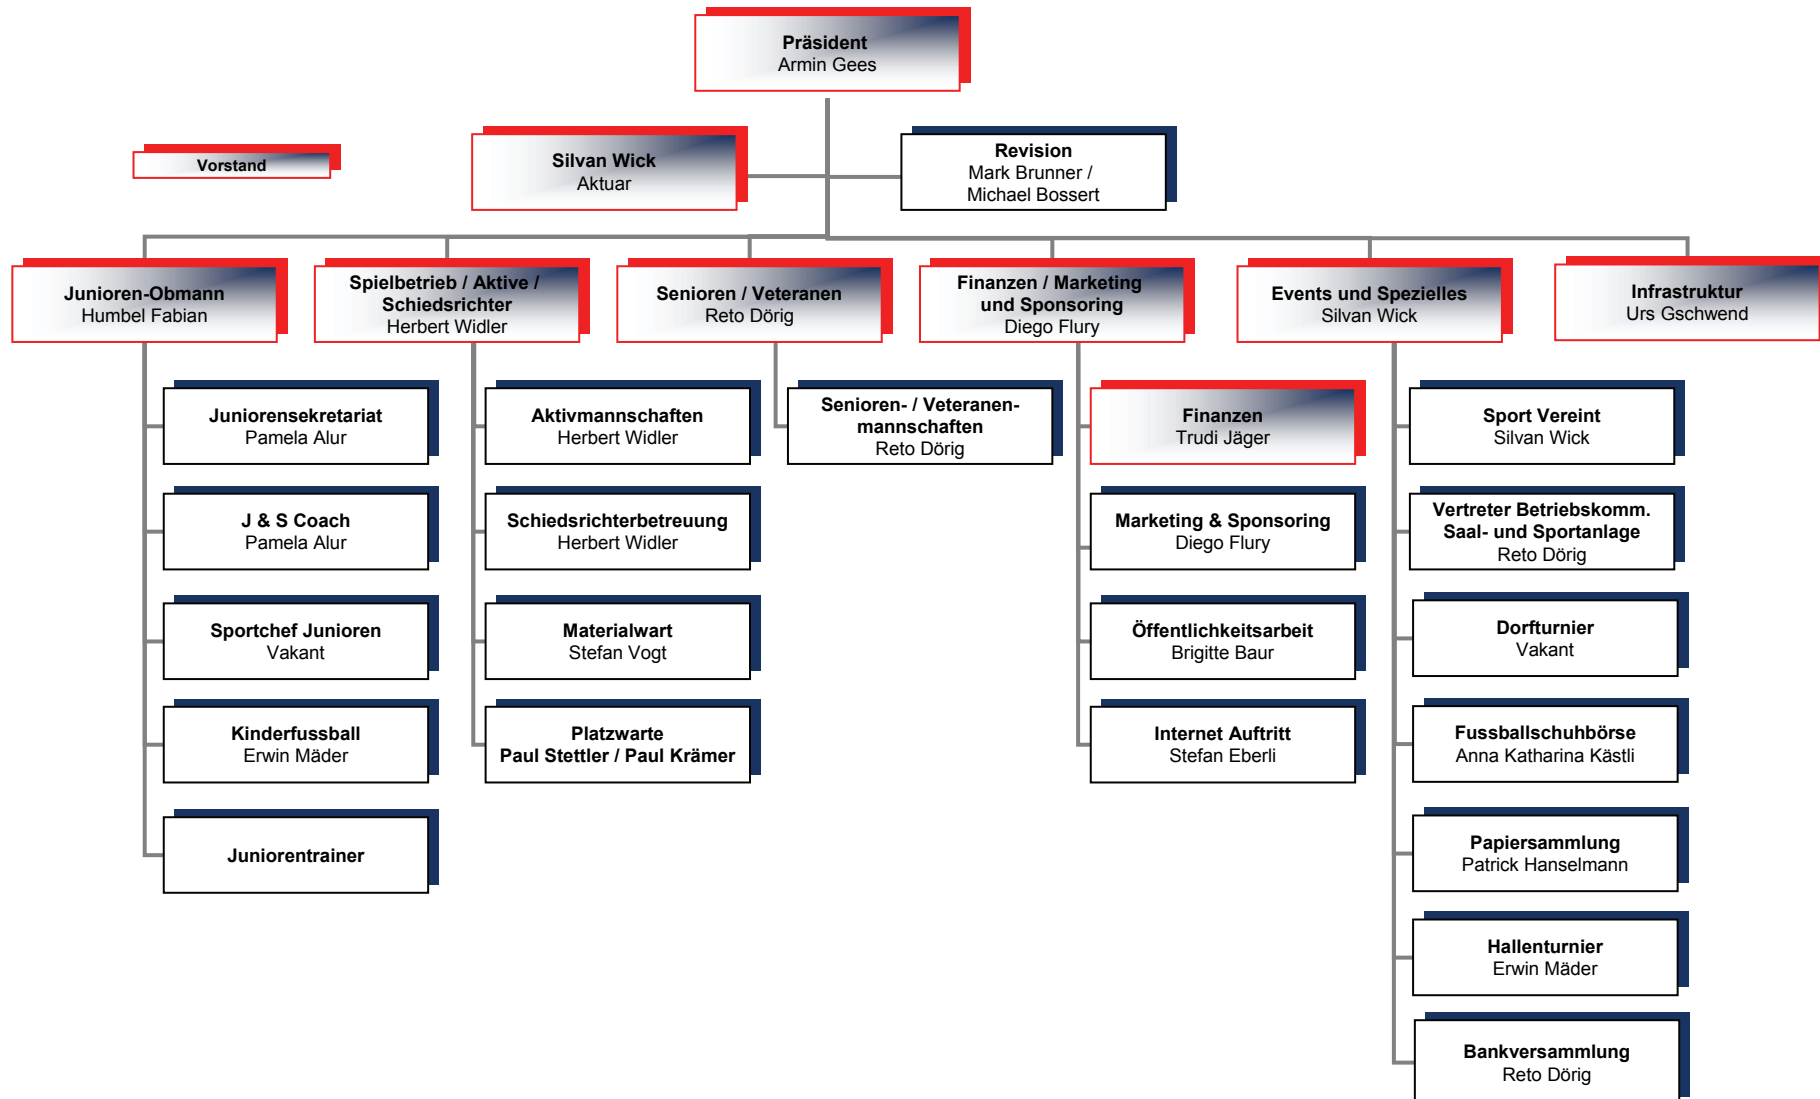 Präsident
Armin Gees
Vorstand
Silvan Wick
Aktuar
Revision
Mark Brunner /
Michael Bossert
Junioren-Obmann
Humbel Fabian
Spielbetrieb / Aktive /
Schiedsrichter
Herbert Widler
Senioren / Veteranen
Reto Dörig
Finanzen / Marketing
und Sponsoring
Diego Flury
Events und Spezielles
Silvan Wick
Infrastruktur
Urs Gschwend
Juniorensekretariat
Pamela Alur
J & S Coach
Pamela Alur
Sportchef Junioren
Vakant
Kinderfussball
Erwin Mäder
Juniorentrainer
Aktivmannschaften
Herbert Widler
Schiedsrichterbetreuung
Herbert Widler
Materialwart
Stefan Vogt
Platzwarte
Paul Stettler / Paul Krämer
Senioren- / Veteranen-
mannschaften
Reto Dörig
Finanzen
Trudi Jäger
Marketing & Sponsoring
Diego Flury
Öffentlichkeitsarbeit
Brigitte Baur
Internet Auftritt
Stefan Eberli
Sport Vereint
Silvan Wick
Vertreter Betriebskomm.
Saal- und Sportanlage
Reto Dörig
Dorfturnier
Vakant
Fussballschuhbörse
Anna Katharina Kästli
Papiersammlung
Patrick Hanselmann
Hallenturnier
Erwin Mäder
Bankversammlung
Reto Dörig